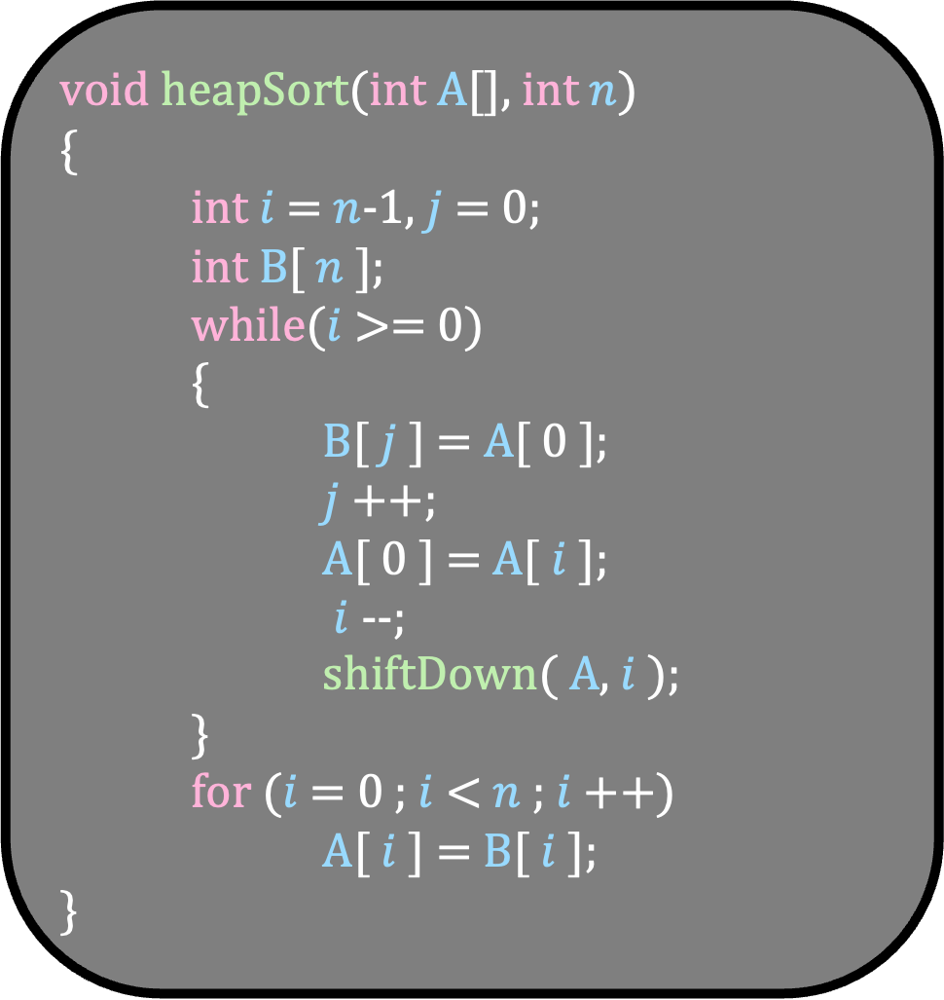 void heapSort(int A[], int n)
{
int i = n-1, j = 0;
int B[ n ];
while(i >= 0)
{
B[ j ] = A[ 0 ];
j ++;
A[ 0 ] = A[ i ];
i --;
shiftDown( A, i );
}
for (i = 0 ; i < n ; i ++)
A[ i ] = B[ i ];
}